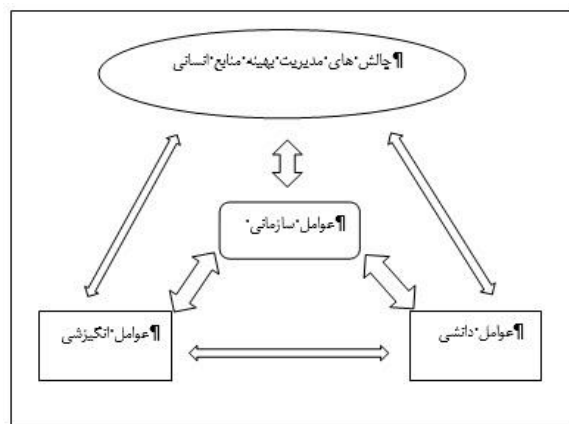 ¶چالش های مدیریت بهینه منابع انسانی
¶عوامل سازمانی
¶عوامل دانشی
¶عوامل انگیزشی